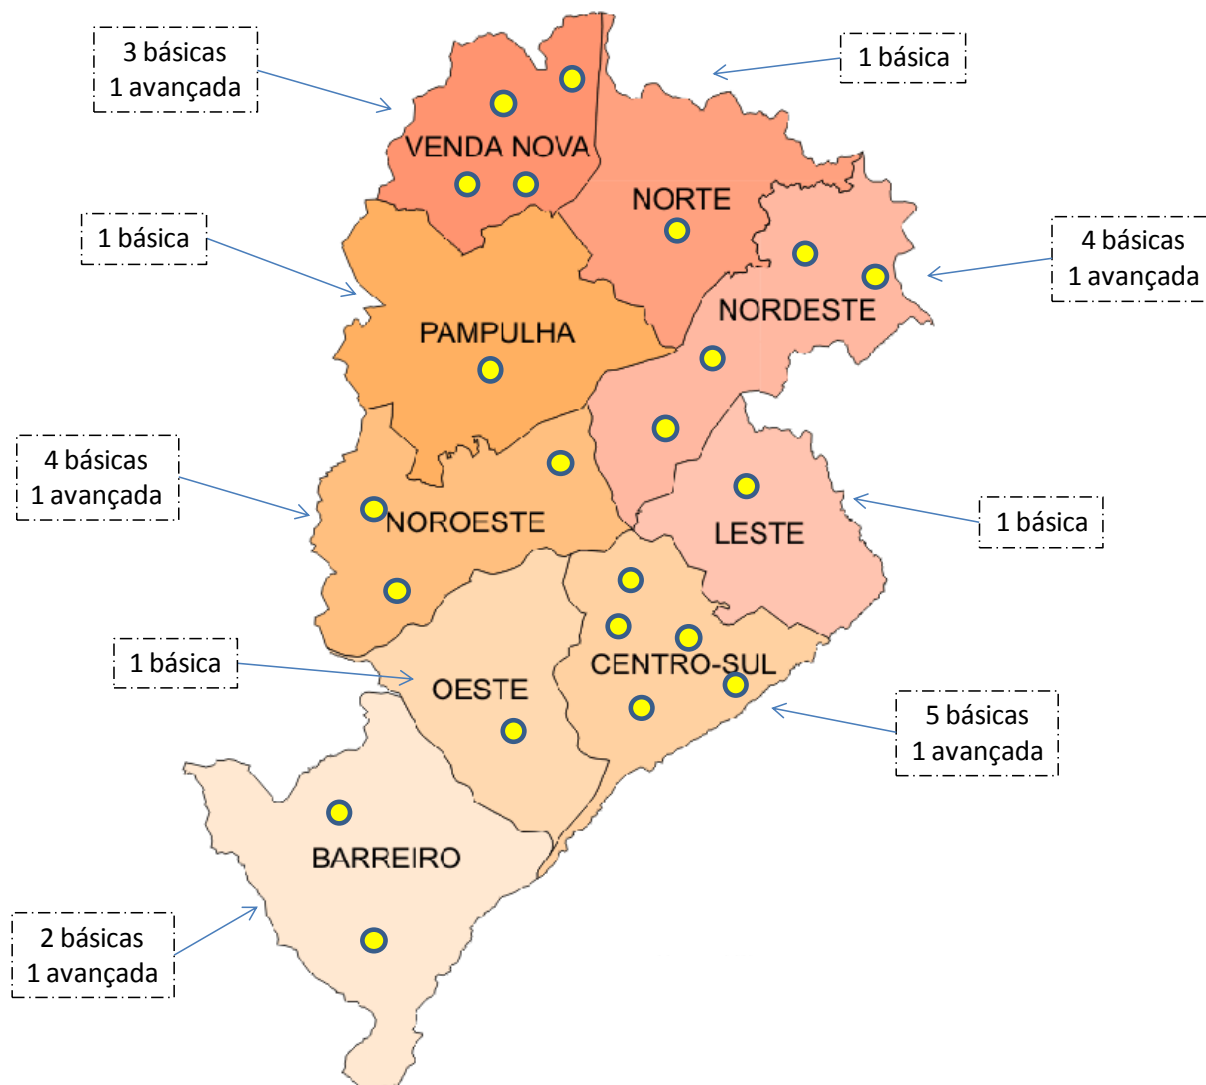 3 básicas
1 avançada
1 básica
VENDA NOVA
NORTE
1 básica
4 básicas
1 avançada
NORDESTE
PAMPULHA
4 básicas
1 avançada
NOROESTE
LESTE
1 básica
1 básica
OESTE
CENTRO-SUL
5 básicas
1 avançada
BARREIRO
2 básicas
1 avançada